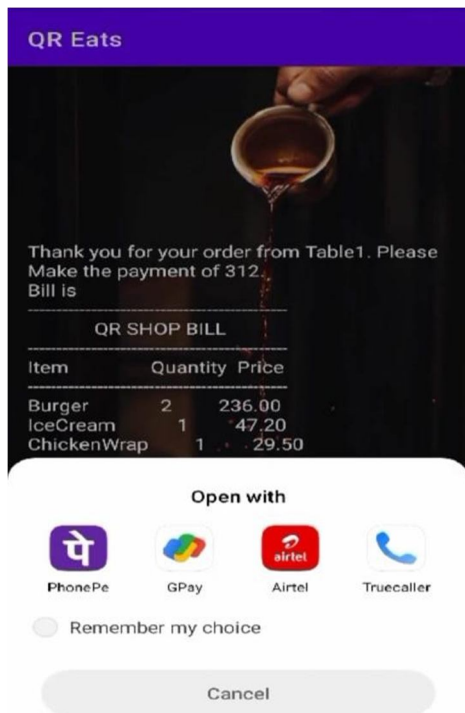 QR Eats
Thank you for your order from Table1. Please
Make the payment of 312.
Bill is
------------------------------------------------
QR SHOP BILL
------------------------------------------------
Item Quantity Price
------------------------------------------------
Burger 2 236.00
IceCream 1 47.20
ChickenWrap 1 29.50
Open with
पे
airtel
PhonePe GPay Airtel Truecaller
Remember my choice
Cancel